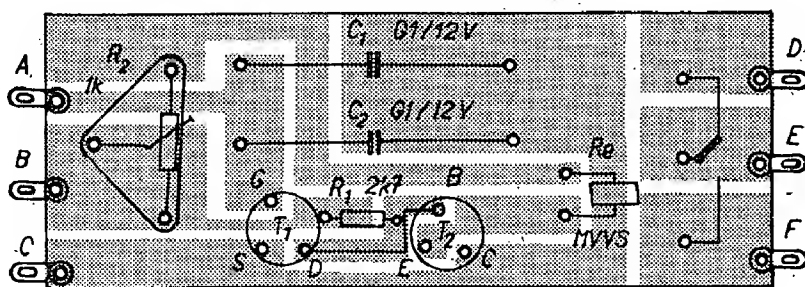 C1 G1/12V
A R2 1k D
C2 G1/12V
B G R1 2k7 B Re E
T1 T2
C S D E C MVVS F